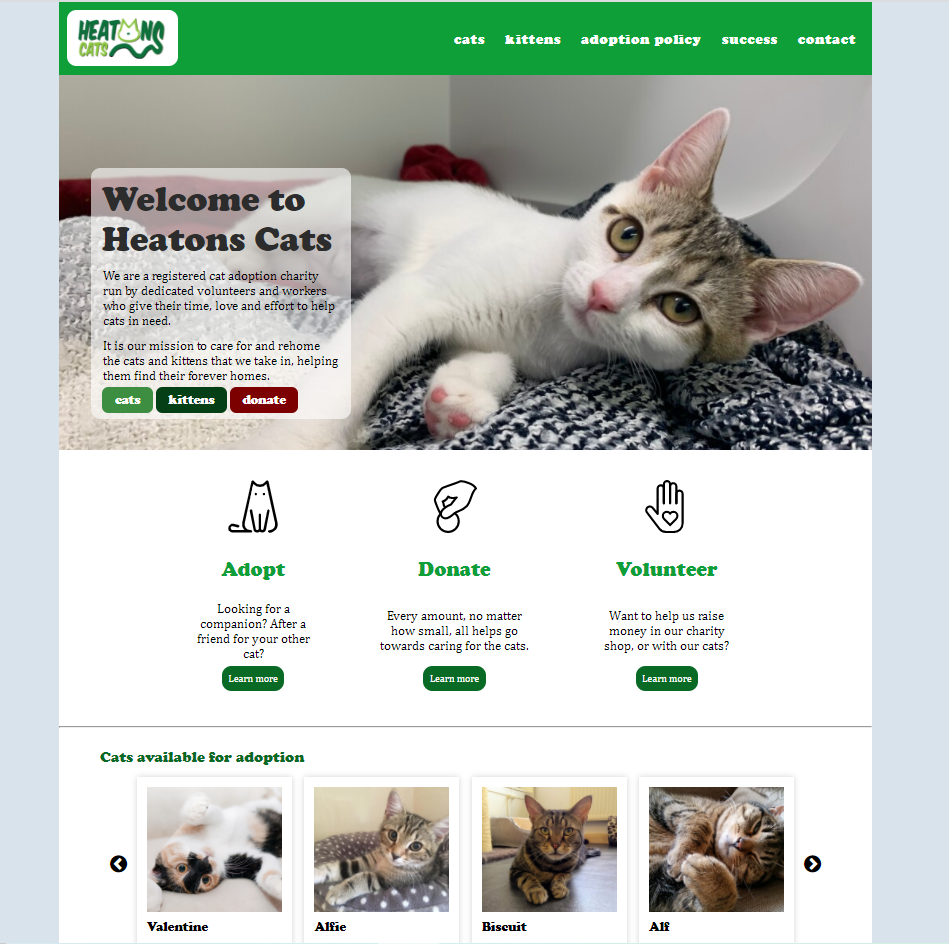 HEATONS
CATS
cats kittens adoption policy success contact
Welcome to
Heatons Cats
We are a registered cat adoption charity
run by dedicated volunteers and workers
who give their time, love and effort to help
cats in need.
It is our mission to care for and rehome
the cats and kittens that we take in, helping
them find their forever homes.
cats kittens donate
Adopt
Looking for a
companion? After a
friend for your other
cat?
Learn more
Donate
Every amount, no matter
how small, all helps go
towards caring for the cats.
Learn more
Volunteer
Want to help us raise
money in our charity
shop, or with our cats?
Learn more
Cats available for adoption
Valentine
Alfie
Biscuit
Alf